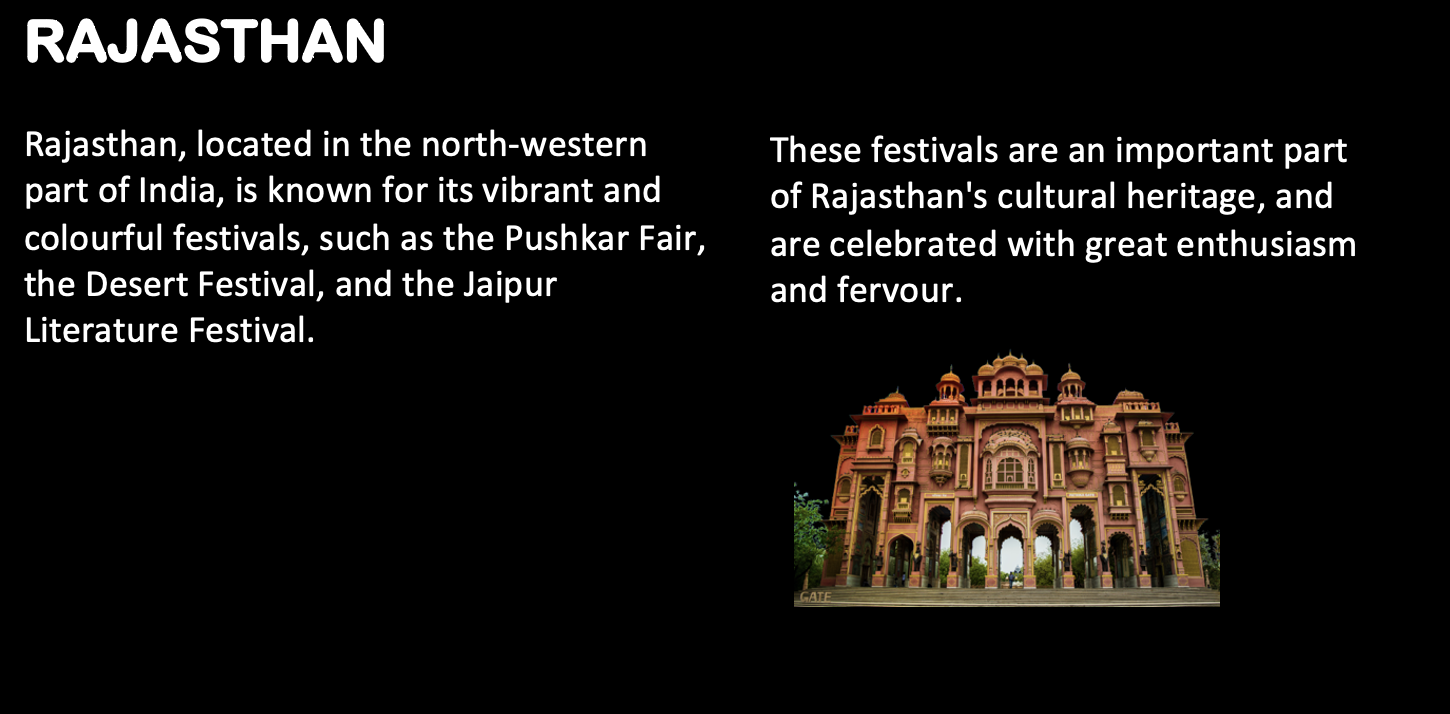 RAJASTHAN
Rajasthan, located in the north-western
part of India, is known for its vibrant and
colourful festivals, such as the Pushkar Fair,
the Desert Festival, and the Jaipur
Literature Festival.
These festivals are an important part
of Rajasthan's cultural heritage, and
are celebrated with great enthusiasm
and fervour.
GATE